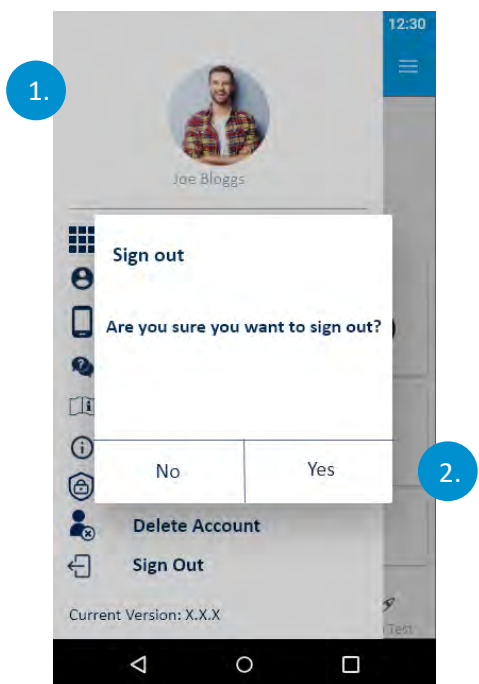 12:30
1.
Joe Bloggs
Sign out
Are you sure you want to sign out?
No
Yes
2.
Delete Account
Sign Out
Current Version: X.X.X
Test